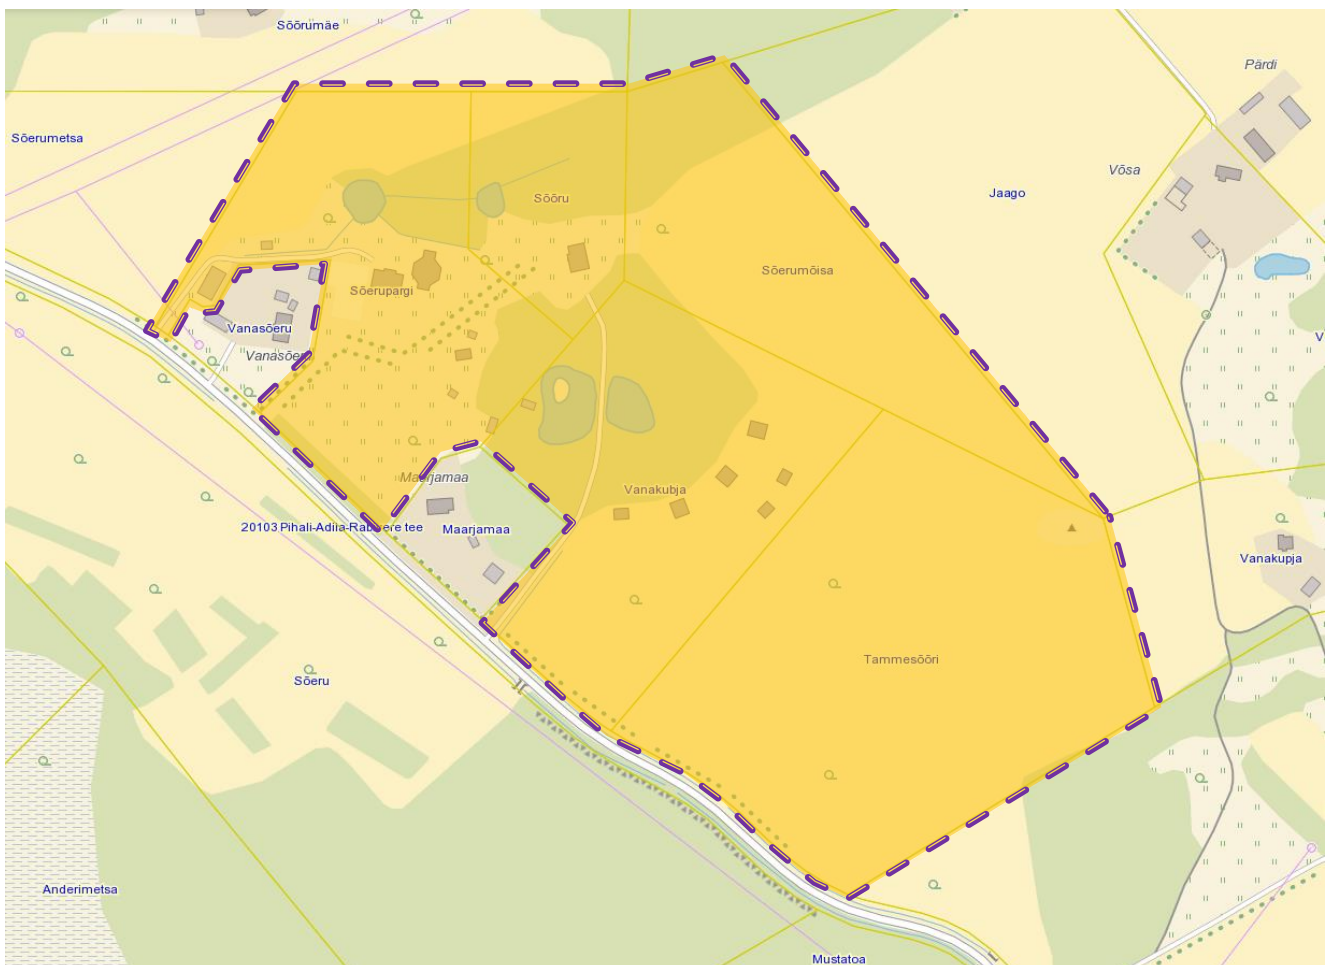 Sõõrumäe
Pärdi
Sõerumetsa
Võsa
Jaago
Sõõru
Sõerumõisa
Sõerupargi
Vanasõeru
Vanasõeru
Maarjamaa
Vanakubja
20103 Pihali-Adila-Rabivere tee
Maarjamaa
Vanakupja
Tammesõõri
Sõeru
Anderimetsa
Mustatoa